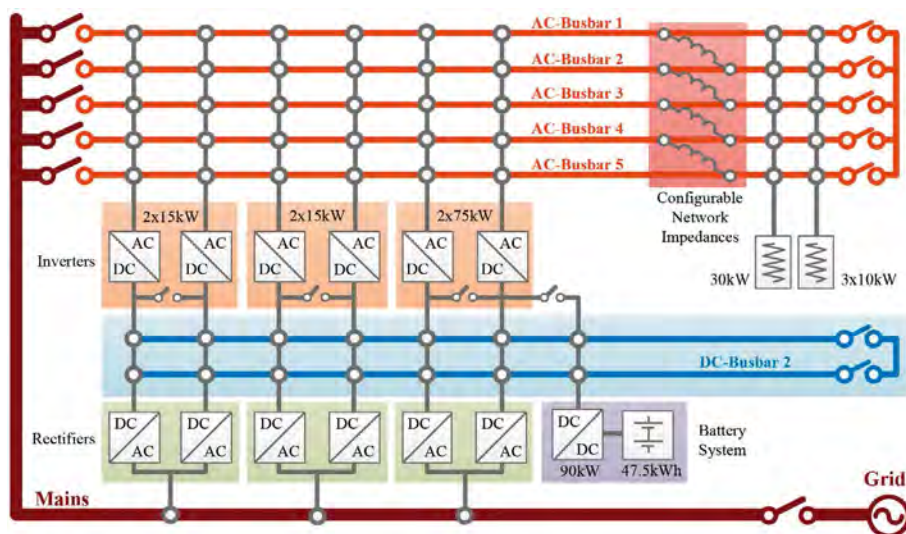 AC-Busbar 1
AC-Busbar 2
AC-Busbar 3
AC-Busbar 4
AC-Busbar 5
Configurable
Network
Impedances
2x15kW
2x15kW
2x75kW
Inverters
AC
DC
AC
DC
AC
DC
AC
DC
AC
DC
AC
DC
30kW
3x10kW
DC-Busbar 2
Rectifiers
DC
AC
DC
AC
DC
AC
DC
AC
DC
AC
DC
AC
DC
DC
90kW
47.5kWh
Battery
System
Mains
Grid